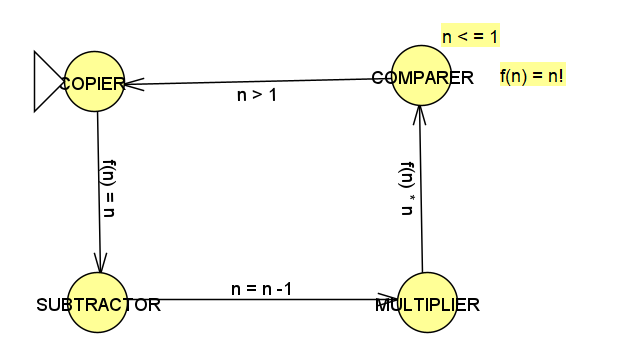 n < = 1
COPIER
COMPARER
f(n) = n!
n > 1
f(n) = n
f(n) * n
SUBTRACTOR
n = n -1
MULTIPLIER